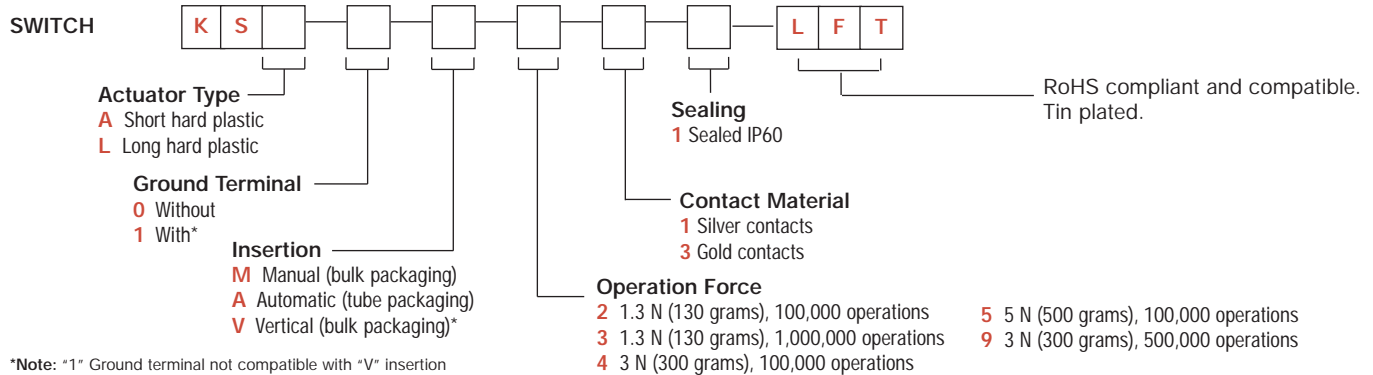 SWITCH
K S L F T
Actuator Type
A Short hard plastic
L Long hard plastic
Ground Terminal
0 Without
1 With*
Insertion
M Manual (bulk packaging)
A Automatic (tube packaging)
V Vertical (bulk packaging)*
Operation Force
2 1.3 N (130 grams), 100,000 operations
3 1.3 N (130 grams), 1,000,000 operations
4 3 N (300 grams), 100,000 operations
5 5 N (500 grams), 100,000 operations
9 3 N (300 grams), 500,000 operations
Contact Material
1 Silver contacts
3 Gold contacts
Sealing
1 Sealed IP60
RoHS compliant and compatible.
Tin plated.
*Note: "1" Ground terminal not compatible with "V" insertion